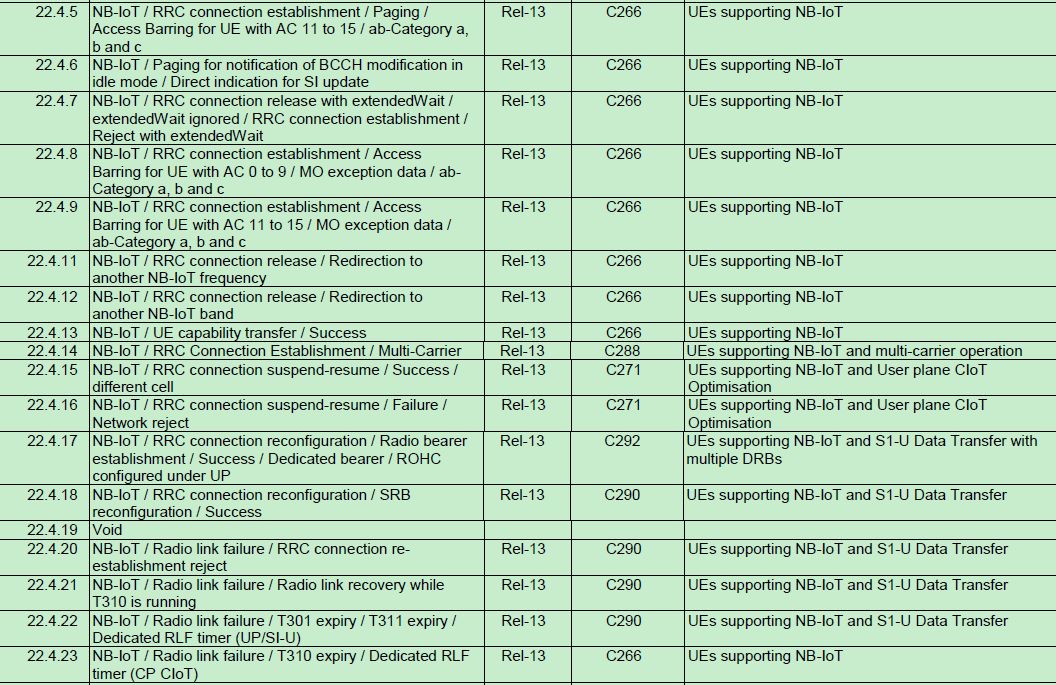 22.4.5 NB-IoT / RRC connection establishment / Paging / Rel-13 C266 UEs supporting NB-IoT
Access Barring for UE with AC 11 to 15 / ab-Category a,
b and c
22.4.6 NB-IoT / Paging for notification of BCCH modification in Rel-13 C266 UEs supporting NB-IoT
idle mode / Direct indication for SI update
22.4.7 NB-IoT / RRC connection release with extendedWait / Rel-13 C266 UEs supporting NB-IoT
extendedWait ignored / RRC connection establishment /
Reject with extendedWait
22.4.8 NB-IoT / RRC connection establishment / Access Rel-13 C266 UEs supporting NB-IoT
Barring for UE with AC 0 to 9 / MO exception data / ab-
Category a, b and c
22.4.9 NB-IoT / RRC connection establishment / Access Rel-13 C266 UEs supporting NB-IoT
Barring for UE with AC 11 to 15 / MO exception data /
ab-Category a, b and c
22.4.11 NB-IoT / RRC connection release / Redirection to Rel-13 C266 UEs supporting NB-IoT
another NB-IoT frequency
22.4.12 NB-IoT / RRC connection release / Redirection to Rel-13 C266 UEs supporting NB-IoT
another NB-IoT band
22.4.13 NB-IoT / UE capability transfer / Success Rel-13 C266 UEs supporting NB-IoT
22.4.14 NB-IoT / RRC Connection Establishment / Multi-Carrier Rel-13 C288 UEs supporting NB-IoT and multi-carrier operation
22.4.15 NB-IoT / RRC connection suspend-resume / Success / Rel-13 C271 UEs supporting NB-IoT and User plane CIoT
different cell Optimisation
22.4.16 NB-IoT / RRC connection suspend-resume / Failure / Rel-13 C271 UEs supporting NB-IoT and User plane CIoT
Network reject Optimisation
22.4.17 NB-IoT / RRC connection reconfiguration / Radio bearer Rel-13 C292 UEs supporting NB-IoT and S1-U Data Transfer with
establishment / Success / Dedicated bearer / ROHC multiple DRBs
configured under UP
22.4.18 NB-IoT / RRC connection reconfiguration / SRB Rel-13 C290 UEs supporting NB-IoT and S1-U Data Transfer
reconfiguration / Success
22.4.19 Void
22.4.20 NB-IoT / Radio link failure / RRC connection re- Rel-13 C290 UEs supporting NB-IoT and S1-U Data Transfer
establishment reject
22.4.21 NB-IoT / Radio link failure / Radio link recovery while Rel-13 C290 UEs supporting NB-IoT and S1-U Data Transfer
T310 is running
22.4.22 NB-IoT / Radio link failure / T301 expiry / T311 expiry / Rel-13 C290 UEs supporting NB-IoT and S1-U Data Transfer
Dedicated RLF timer (UP/SI-U)
22.4.23 NB-IoT / Radio link failure / T310 expiry / Dedicated RLF Rel-13 C266 UEs supporting NB-IoT
timer (CP CIoT)